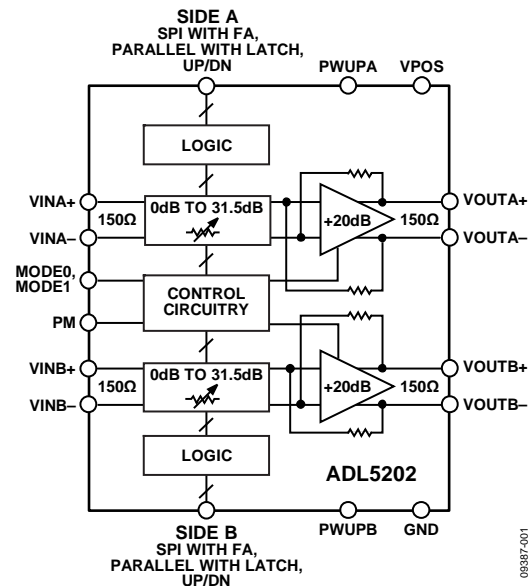 SIDE A
SPI WITH FA,
PARALLEL WITH LATCH,
UP/DN
PWUPA
VPOS
LOGIC
VINA+
150Ω
VINA–
0dB TO 31.5dB
+20dB
150Ω
VOUTA+
VOUTA–
MODE0,
MODE1
PM
CONTROL
CIRCUITRY
VINB+
150Ω
VINB–
0dB TO 31.5dB
+20dB
150Ω
VOUTB+
VOUTB–
LOGIC
ADL5202
SIDE B
SPI WITH FA,
PARALLEL WITH LATCH,
UP/DN
PWUPB
GND
09387-001